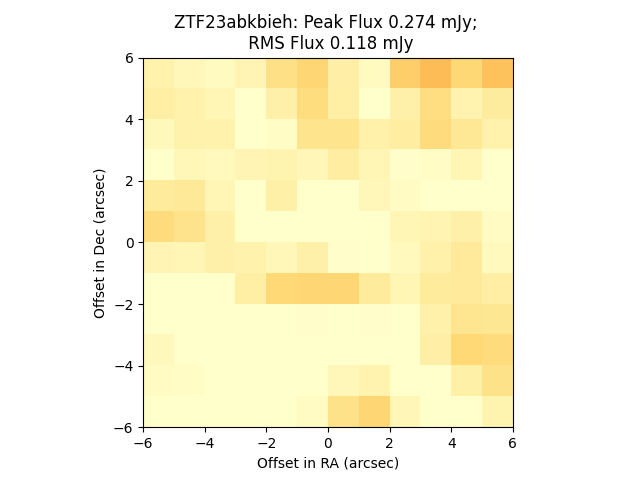 ZTF23abkbieh: Peak Flux 0.274 mJy;
RMS Flux 0.118 mJy
6
4
2
0
−2
−4
−6
Offset in Dec (arcsec)
−6 −4 −2 0 2 4 6
Offset in RA (arcsec)